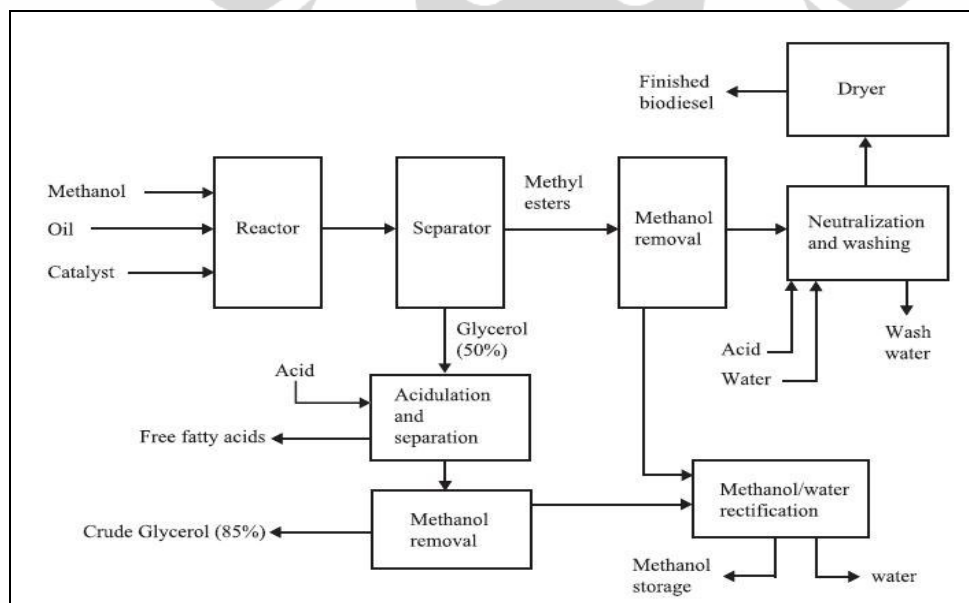 Finished
biodiesel
Dryer
Methanol
Oil
Catalyst
Reactor
Separator
Methyl
esters
Methanol
removal
Neutralization
and washing
Glycerol
(50%)
Acid
Water
Wash
water
Acid
Acidulation
and
separation
Free fatty acids
Methanol
removal
Crude Glycerol (85%)
Methanol/water
rectification
Methanol
storage
water